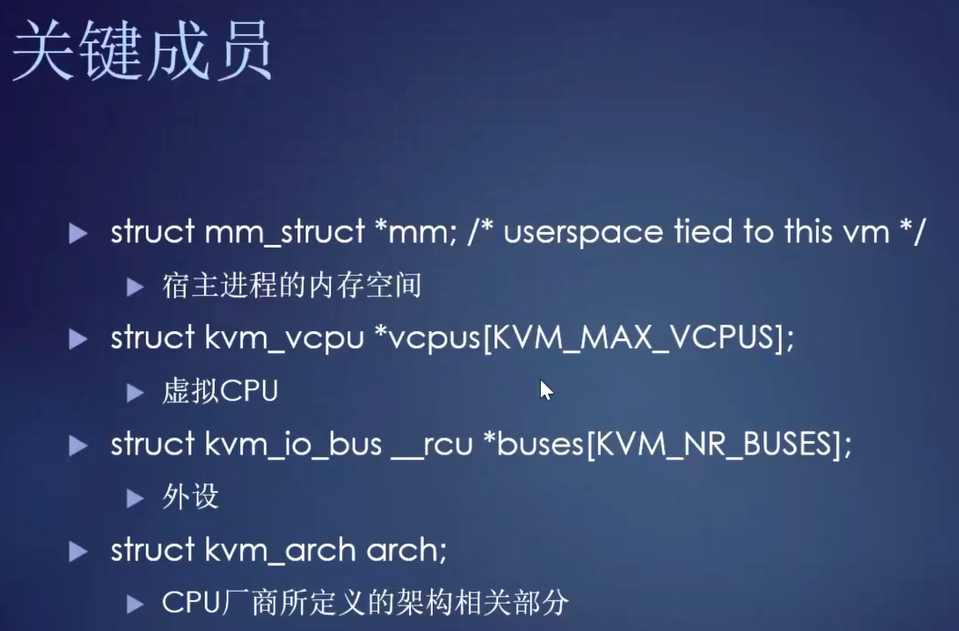 关键成员
struct mm_struct *mm; /* userspace tied to this vm */
宿主进程的内存空间
struct kvm_vcpu *vcpus[KVM_MAX_VCPUS];
虚拟CPU
struct kvm_io_bus __rcu *buses[KVM_NR_BUSES];
外设
struct kvm_arch arch;
CPU厂商所定义的架构相关部分